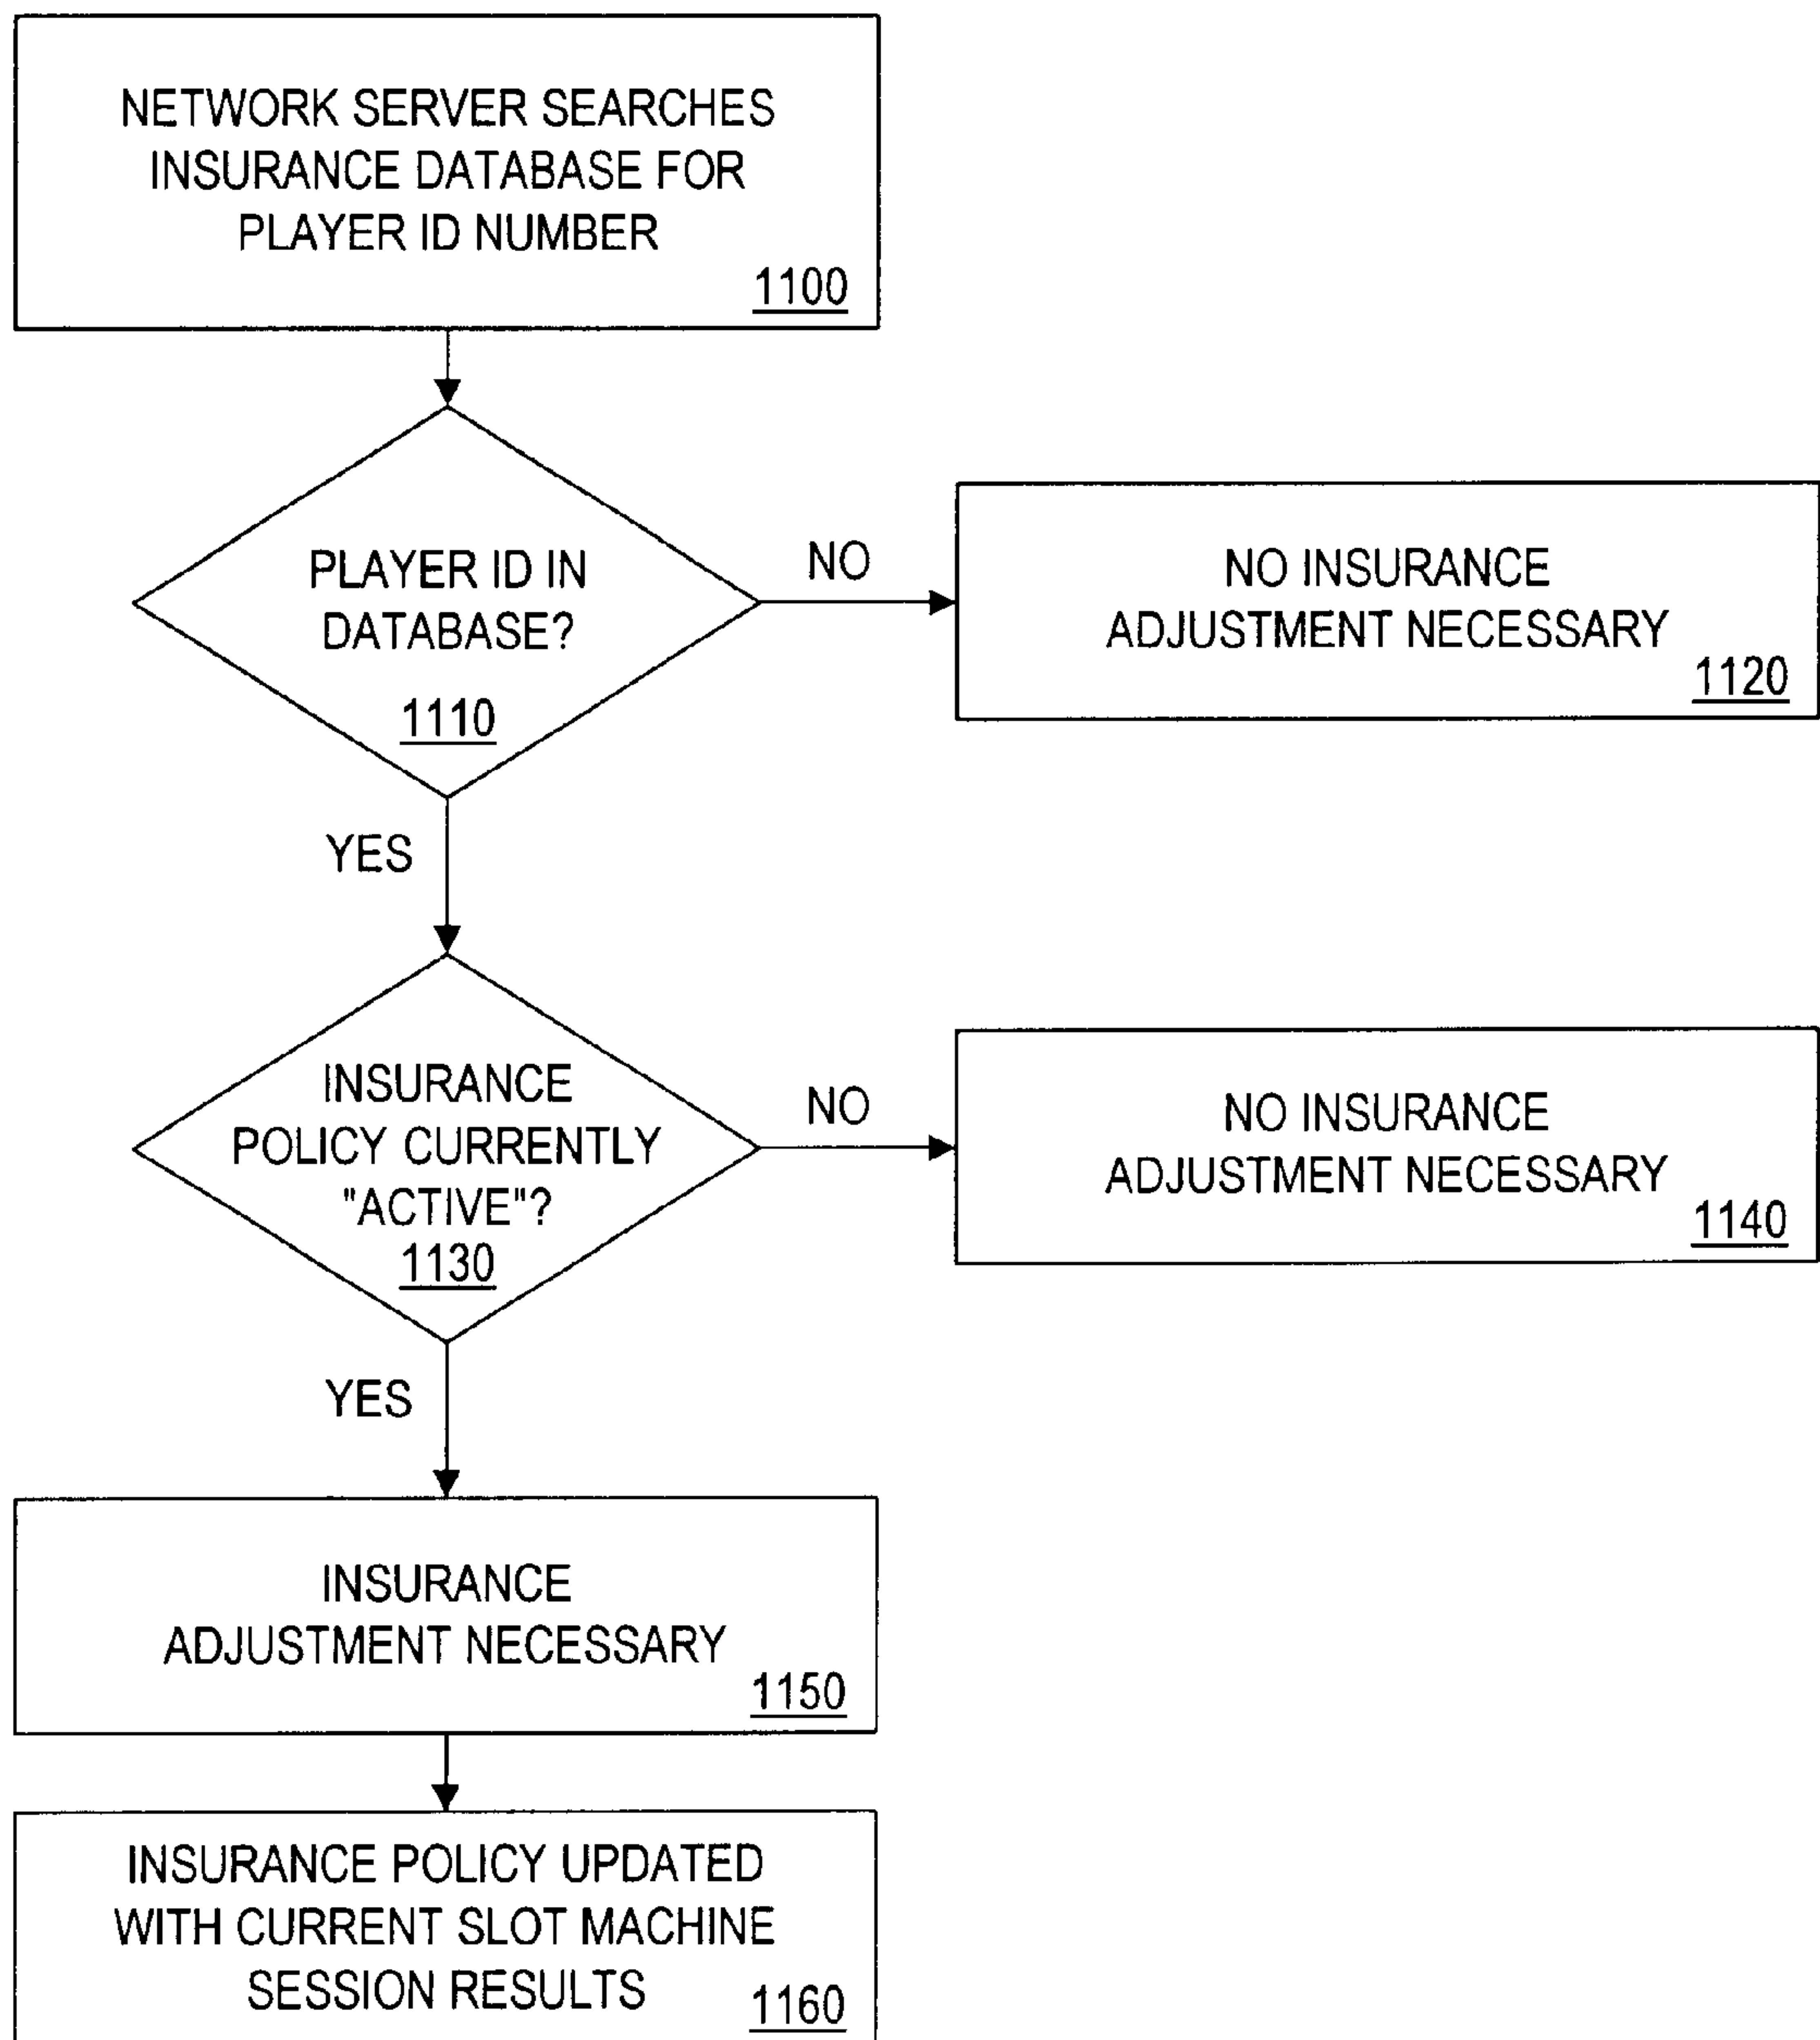 NETWORK SERVER SEARCHES
INSURANCE DATABASE FOR
PLAYER ID NUMBER
1100
PLAYER ID IN
DATABASE?
1110
NO
NO INSURANCE
ADJUSTMENT NECESSARY
1120
YES
INSURANCE
POLICY CURRENTLY
"ACTIVE"?
1130
NO
NO INSURANCE
ADJUSTMENT NECESSARY
1140
YES
INSURANCE
ADJUSTMENT NECESSARY
1150
INSURANCE POLICY UPDATED
WITH CURRENT SLOT MACHINE
SESSION RESULTS
1160